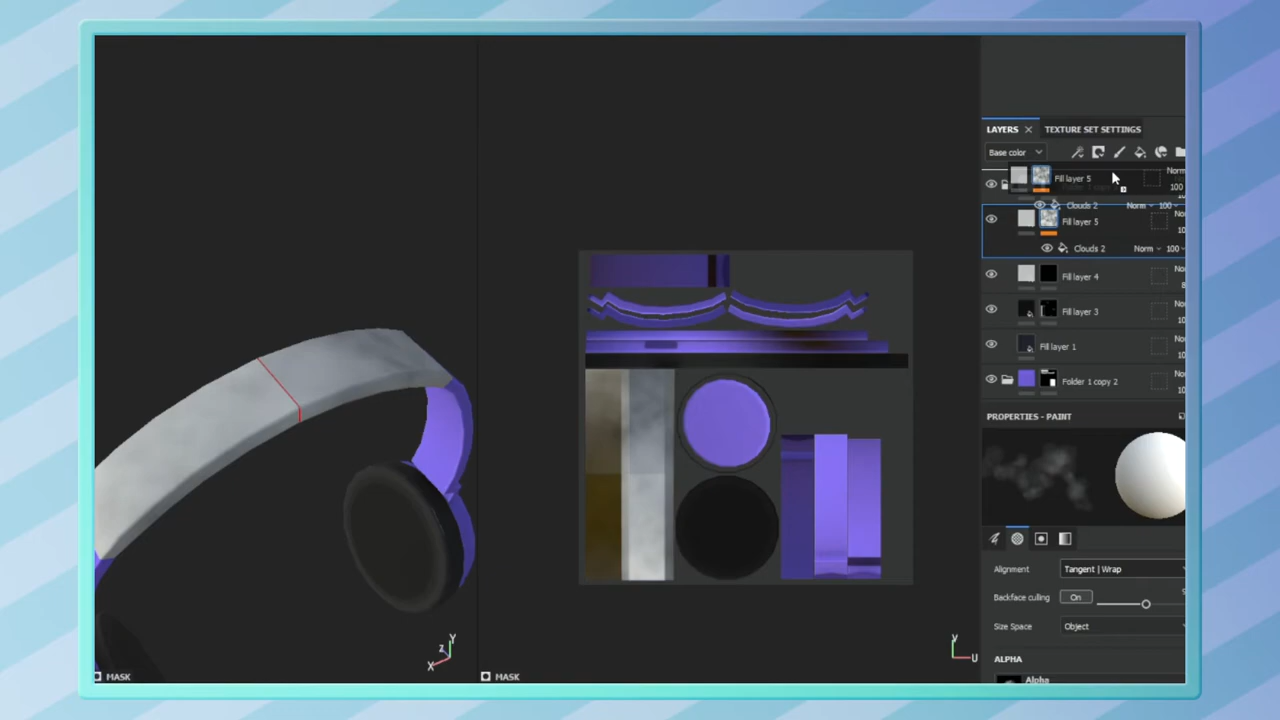 LAYERS
TEXTURE SET SETTINGS
Base color
Fill layer 5
Norm
100
Clouds 2
Norm
100
Fill layer 5
Clouds 2
Norm
100
Fill layer 4
Fill layer 3
Fill layer 1
Folder 1 copy 2
PROPERTIES - PAINT
Alignment
Tangent | Wrap
Backface culling
On
Size Space
Object
ALPHA
Alpha
Y
Z
X
MASK
V
U
MASK